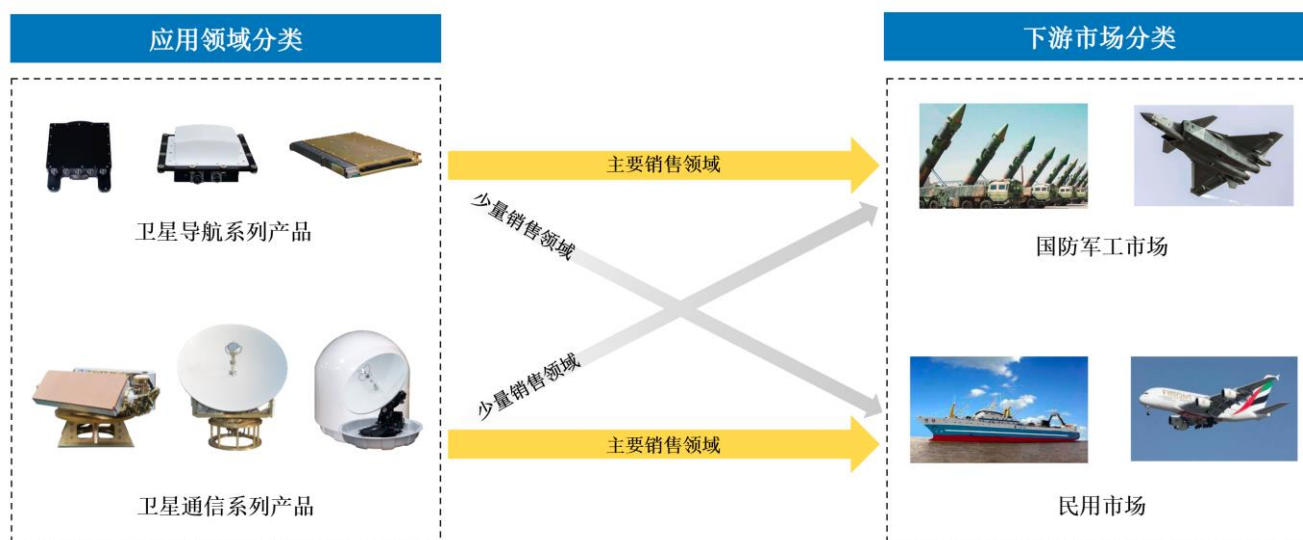 应用领域分类
下游市场分类
主要销售领域
少量销售领域
卫星导航系列产品
国防军工市场
少量销售领域
主要销售领域
卫星通信系列产品
民用市场